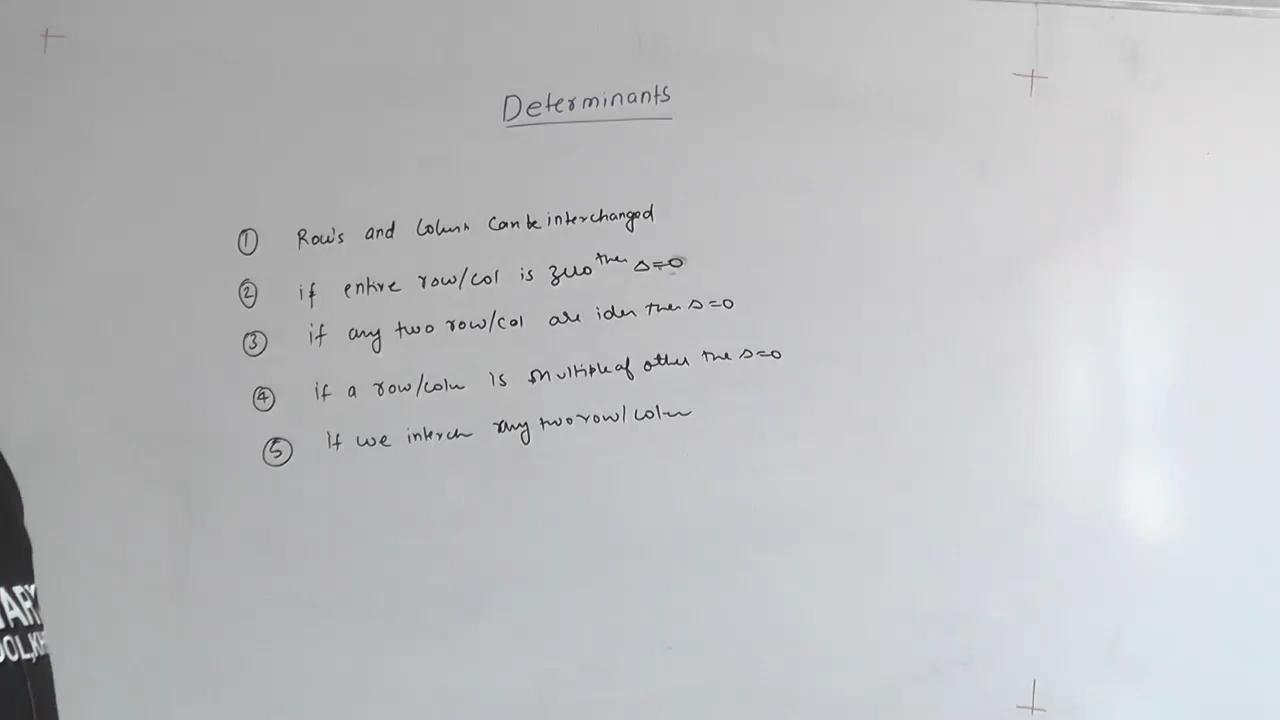 Determinants
① Row's and Column Can be interchanged
② if entire row/col is zero then Δ=0
③ if any two row/col are iden then Δ=0
④ if a row/colu is multiple of other the Δ=0
⑤ If we interch any two row/colu